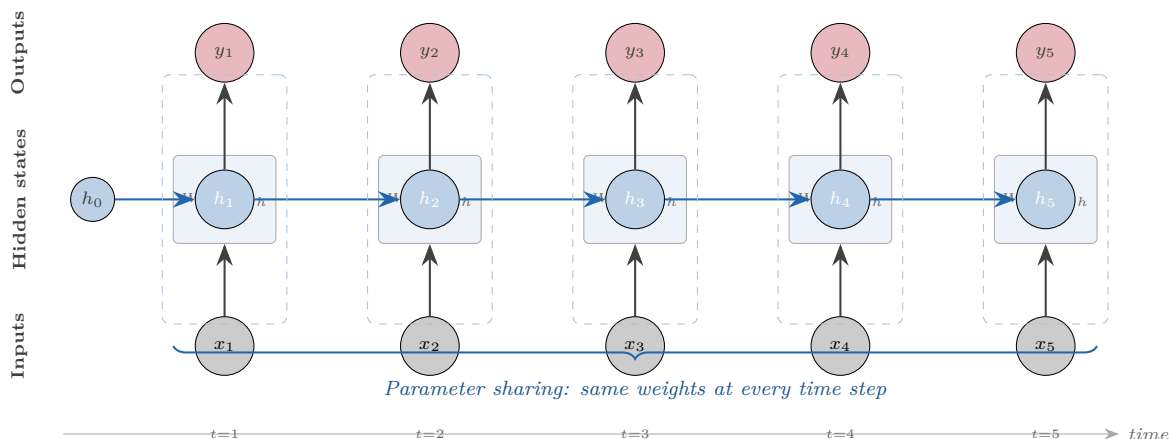 Outputs
y1 y2 y3 y4 y5
Hidden states
h0 h1 h h2 h h3 h h4 h h5 h
Inputs
x1 x2 x3 x4 x5
Parameter sharing: same weights at every time step
t=1 t=2 t=3 t=4 t=5 time